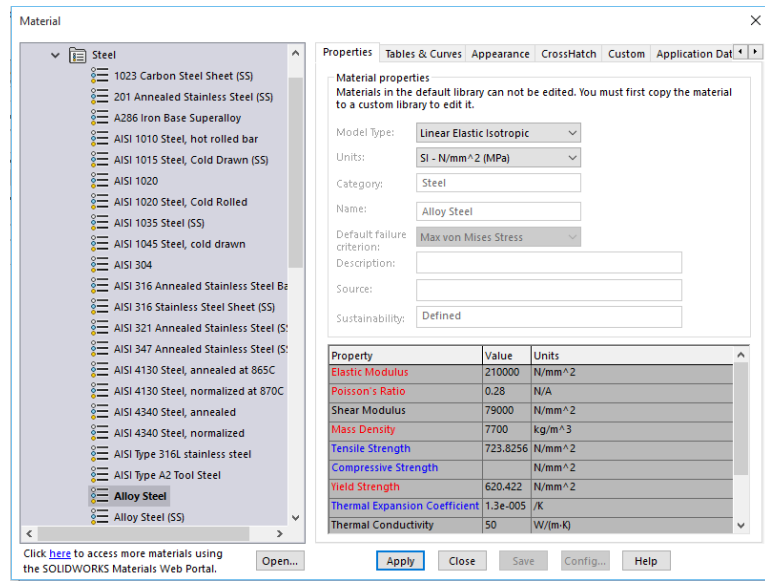 Material
Steel
1023 Carbon Steel Sheet (SS)
201 Annealed Stainless Steel (SS)
A286 Iron Base Superalloy
AISI 1010 Steel, hot rolled bar
AISI 1015 Steel, Cold Drawn (SS)
AISI 1020
AISI 1020 Steel, Cold Rolled
AISI 1035 Steel (SS)
AISI 1045 Steel, cold drawn
AISI 304
AISI 316 Annealed Stainless Steel Ba
AISI 316 Stainless Steel Sheet (SS)
AISI 321 Annealed Stainless Steel (S
AISI 347 Annealed Stainless Steel (S
AISI 4130 Steel, annealed at 865C
AISI 4130 Steel, normalized at 870C
AISI 4340 Steel, annealed
AISI 4340 Steel, normalized
AISI Type 316L stainless steel
AISI Type A2 Tool Steel
Alloy Steel
Alloy Steel (SS)
Click here to access more materials using
the SOLIDWORKS Materials Web Portal.
Open...
Properties Tables & Curves Appearance CrossHatch Custom Application Dat
Material properties
Materials in the default library can not be edited. You must first copy the material
to a custom library to edit it.
Model Type: Linear Elastic Isotropic
Units: SI - N/mm^2 (MPa)
Category: Steel
Name: Alloy Steel
Default failure
criterion: Max von Mises Stress
Description:
Source:
Sustainability: Defined
Property Value Units
Elastic Modulus 210000 N/mm^2
Poisson's Ratio 0.28 N/A
Shear Modulus 79000 N/mm^2
Mass Density 7700 kg/m^3
Tensile Strength 723.8256 N/mm^2
Compressive Strength N/mm^2
Yield Strength 620.422 N/mm^2
Thermal Expansion Coefficient 1.3e-005 /K
Thermal Conductivity 50 W/(m·K)
Apply Close Save Config... Help